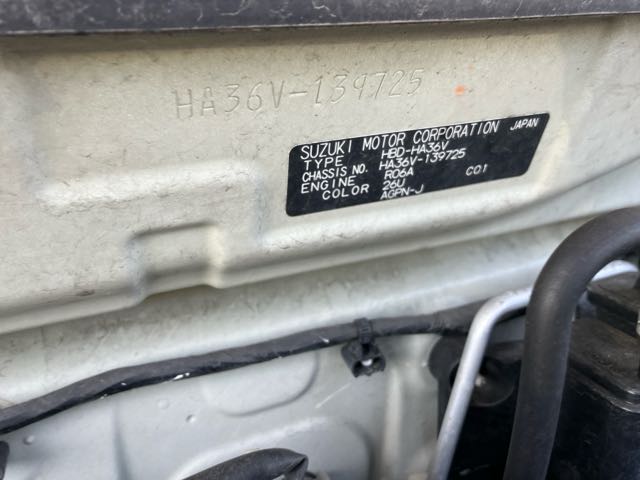 HA36V-139725
SUZUKI MOTOR CORPORATION JAPAN
TYPE HBD-HA36V
CHASSIS NO. HA36V-139725
ENGINE R06A C01
COLOR 26U
AGPN-J